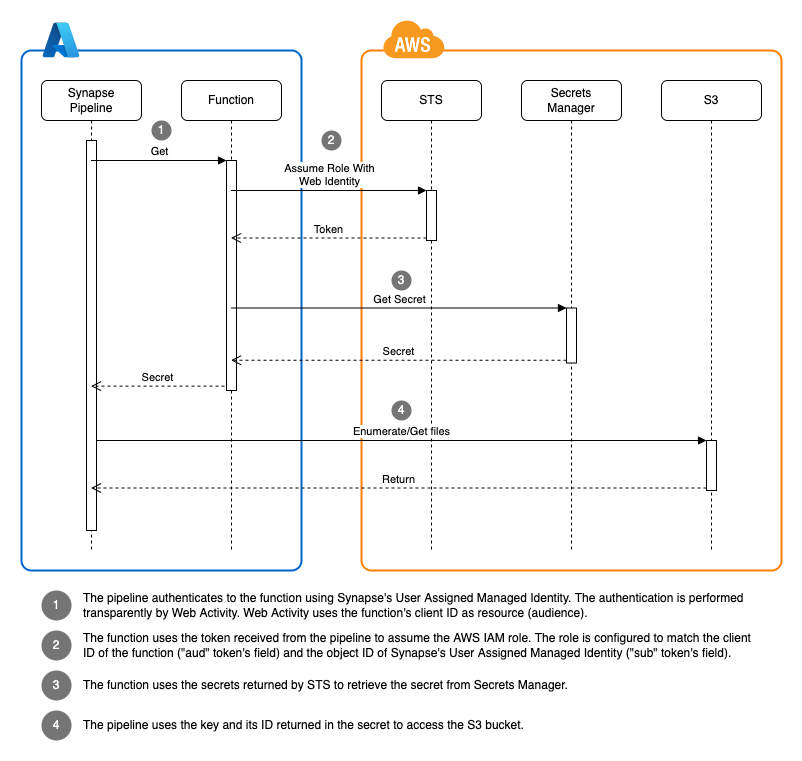 AWS
Synapse
Pipeline
Function
STS
Secrets
Manager
S3
1
Get
2
Assume Role With
Web Identity
Token
3
Get Secret
Secret
Secret
4
Enumerate/Get files
Return
1
The pipeline authenticates to the function using Synapse's User Assigned Managed Identity. The authentication is performed
transparently by Web Activity. Web Activity uses the function's client ID as resource (audience).
2
The function uses the token received from the pipeline to assume the AWS IAM role. The role is configured to match the client
ID of the function ("aud" token's field) and the object ID of Synapse's User Assigned Managed Identity ("sub" token's field).
3
The function uses the secrets returned by STS to retrieve the secret from Secrets Manager.
4
The pipeline uses the key and its ID returned in the secret to access the S3 bucket.